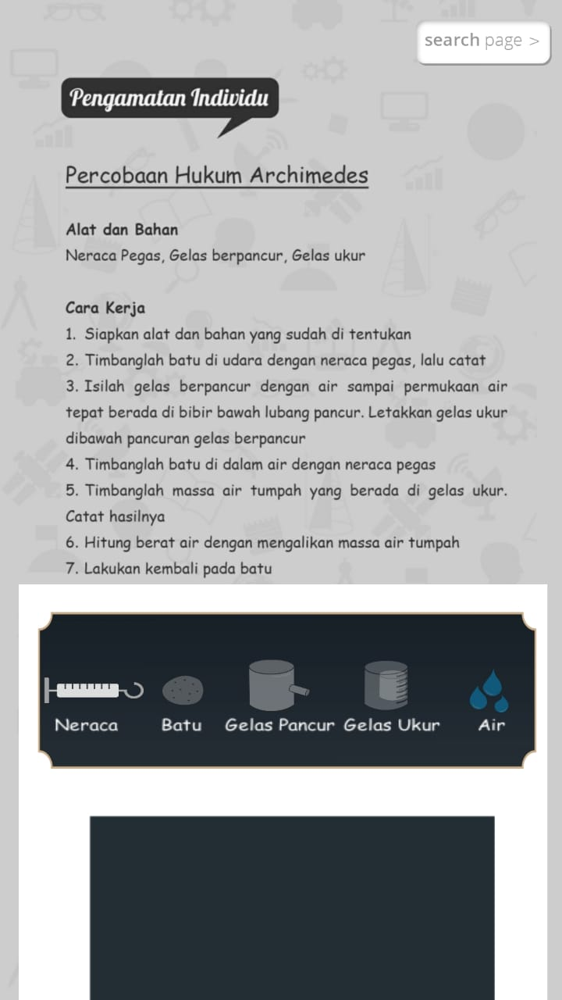 search page >
Pengamatan Individu
Percobaan Hukum Archimedes
Alat dan Bahan
Neraca Pegas, Gelas berpancur, Gelas ukur
Cara Kerja
1. Siapkan alat dan bahan yang sudah di tentukan
2. Timbanglah batu di udara dengan neraca pegas, lalu catat
3. Isilah gelas berpancur dengan air sampai permukaan air
tepat berada di bibir bawah lubang pancur. Letakkan gelas ukur
dibawah pancuran gelas berpancur
4. Timbanglah batu di dalam air dengan neraca pegas
5. Timbanglah massa air tumpah yang berada di gelas ukur.
Catat hasilnya
6. Hitung berat air dengan mengalikan massa air tumpah
7. Lakukan kembali pada batu
Neraca Batu Gelas Pancur Gelas Ukur Air